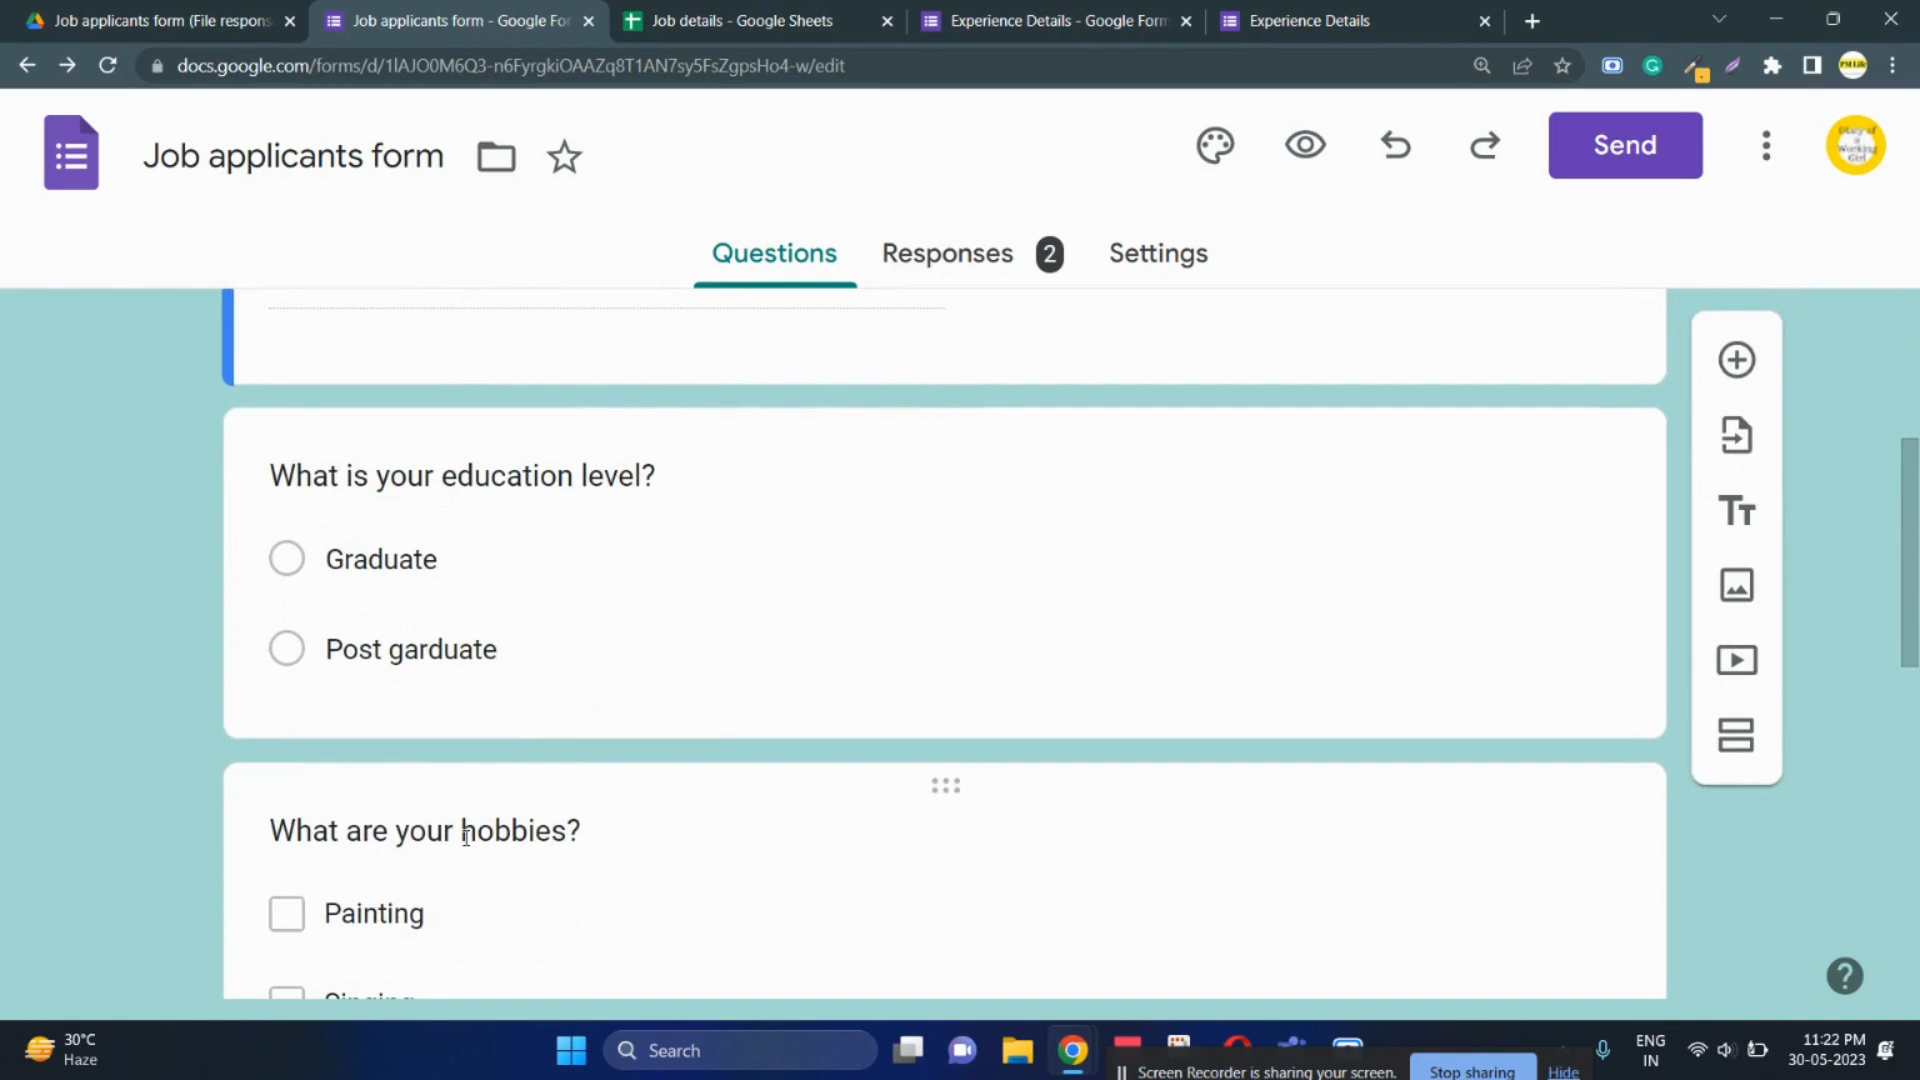 Job applicants form (File respons
Job applicants form - Google For
Job details - Google Sheets
Experience Details - Google Form
Experience Details
docs.google.com/forms/d/1lAJO0M6Q3-n6FyrgkiOAAZq8T1AN7sy5FsZgpsHo4-w/edit
Job applicants form
Send
Questions
Responses 2
Settings
What is your education level?
Graduate
Post garduate
What are your hobbies?
Painting
Singing
30°C
Haze
Search
Screen Recorder is sharing your screen.
Stop sharing
Hide
ENG
IN
11:22 PM
30-05-2023